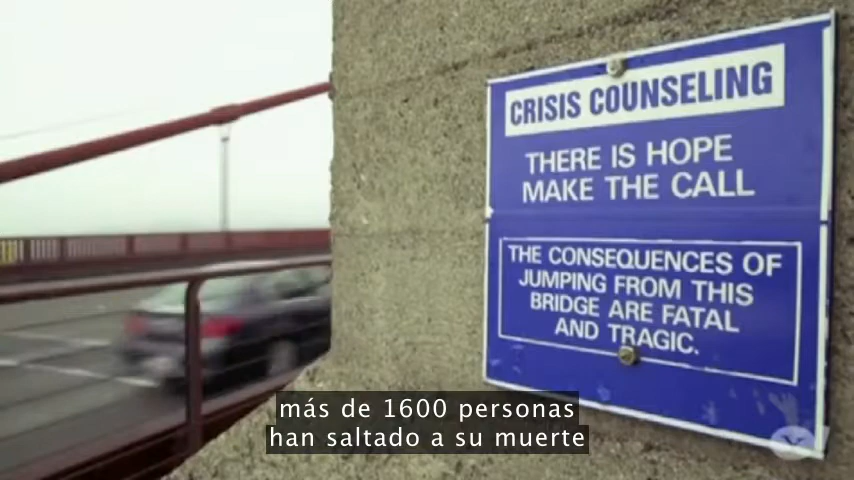 CRISIS COUNSELING
THERE IS HOPE
MAKE THE CALL
THE CONSEQUENCES OF
JUMPING FROM THIS
BRIDGE ARE FATAL
AND TRAGIC.
más de 1600 personas
han saltado a su muerte